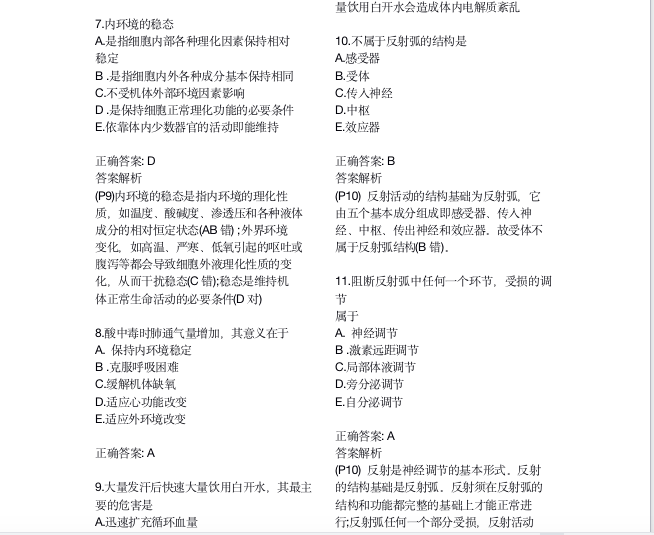 7.内环境的稳态
A.是指细胞内部各种理化因素保持相对
稳定
B .是指细胞内外各种成分基本保持相同
C.不受机体外部环境因素影响
D .是保持细胞正常理化功能的必要条件
E.依靠体内少数器官的活动即能维持
正确答案: D
答案解析
(P9)内环境的稳态是指内环境的理化性
质，如温度、酸碱度、渗透压和各种液体
成分的相对恒定状态(AB 错) ;外界环境
变化，如高温、严寒、低氧引起的呕吐或
腹泻等都会导致细胞外液理化性质的变
化，从而干扰稳态(C 错);稳态是维持机
体正常生命活动的必要条件(D 对)
8.酸中毒时肺通气量增加，其意义在于
A. 保持内环境稳定
B .克服呼吸困难
C.缓解机体缺氧
D.适应心功能改变
E.适应外环境改变
正确答案: A
9.大量发汗后快速大量饮用白开水，其最主
要的危害是
A.迅速扩充循环血量
量饮用白开水会造成体内电解质紊乱
10.不属于反射弧的结构是
A.感受器
B.受体
C.传入神经
D.中枢
E.效应器
正确答案: B
答案解析
(P10) 反射活动的结构基础为反射弧，它
由五个基本成分组成即感受器、传入神
经、中枢、传出神经和效应器．故受体不
属于反射弧结构(B 错)．
11.阻断反射弧中任何一个环节，受损的调
节
属于
A. 神经调节
B .激素远距调节
C.局部体液调节
D.旁分泌调节
E.自分泌调节
正确答案: A
答案解析
(P10) 反射是神经调节的基本形式．反射
的结构基础是反射弧．反射须在反射弧的
结构和功能都完整的基础上才能正常进
行;反射弧任何一个部分受损，反射活动